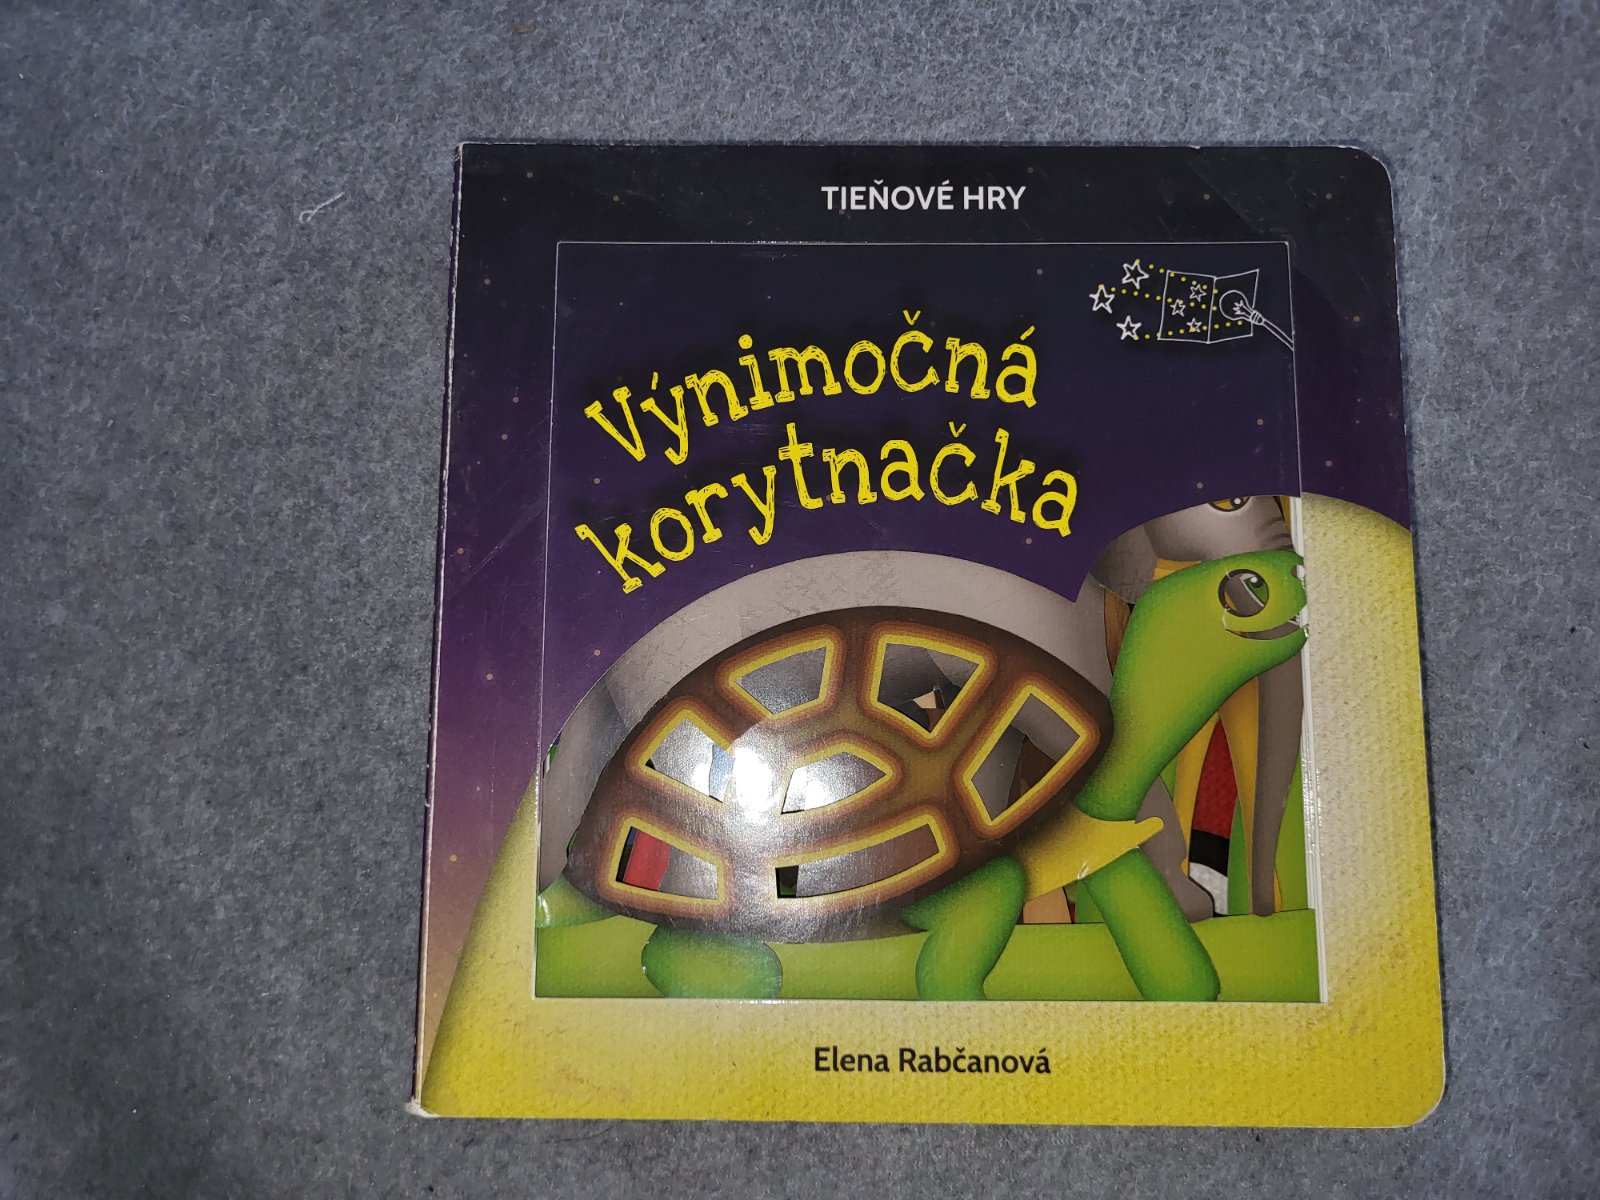 TIEŇOVÉ HRY
Výnimočná
korytnačka
Elena Rabčanová